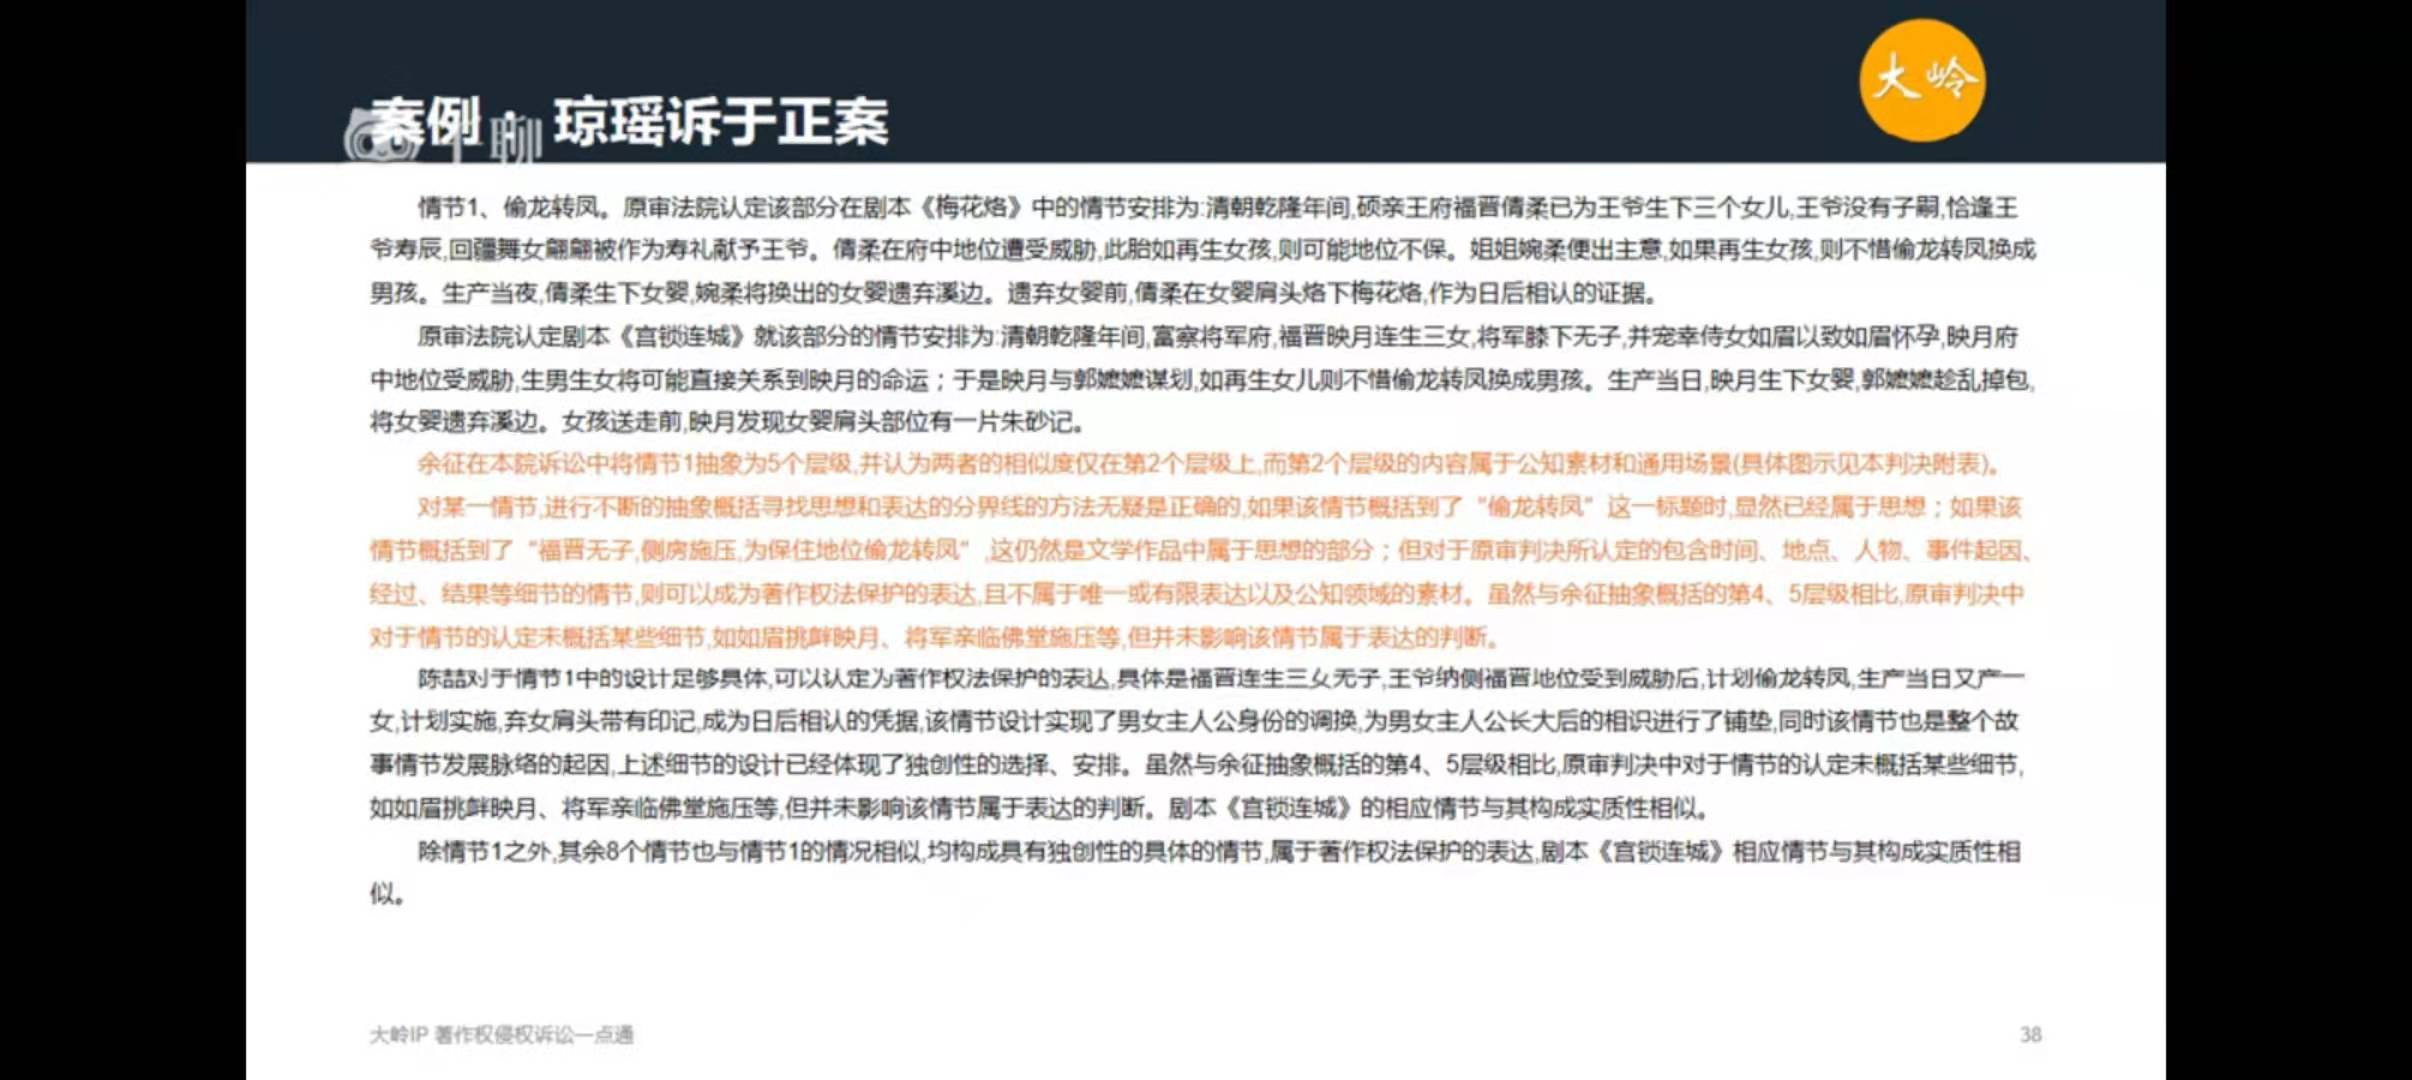 大岭
案例：琼瑶诉于正案
千聊
情节1、偷龙转凤。原审法院认定该部分在剧本《梅花烙》中的情节安排为:清朝乾隆年间,硕亲王府福晋倩柔已为王爷生下三个女儿,王爷没有子嗣,恰逢王
爷寿辰,回疆舞女翩翩被作为寿礼献予王爷。倩柔在府中地位遭受威胁,此胎如再生女孩,则可能地位不保。姐姐婉柔便出主意,如果再生女孩,则不惜偷龙转凤换成
男孩。生产当夜,倩柔生下女婴,婉柔将换出的女婴遗弃溪边。遗弃女婴前,倩柔在女婴肩头烙下梅花烙,作为日后相认的证据。
原审法院认定剧本《宫锁连城》就该部分的情节安排为:清朝乾隆年间,富察将军府,福晋映月连生三女,将军膝下无子,并宠幸侍女如眉以致如眉怀孕,映月府
中地位受威胁,生男生女将可能直接关系到映月的命运；于是映月与郭嬷嬷谋划,如再生女儿则不惜偷龙转凤换成男孩。生产当日,映月生下女婴,郭嬷嬷趁乱掉包,
将女婴遗弃溪边。女孩送走前,映月发现女婴肩头部位有一片朱砂记。
余征在本院诉讼中将情节1抽象为5个层级,并认为两者的相似度仅在第2个层级上,而第2个层级的内容属于公知素材和通用场景(具体图示见本判决附表)。
对某一情节,进行不断的抽象概括寻找思想和表达的分界线的方法无疑是正确的,如果该情节概括到了“偷龙转凤”这一标题时,显然已经属于思想；如果该
情节概括到了“福晋无子,侧房施压,为保住地位偷龙转凤”,这仍然是文学作品中属于思想的部分；但对于原审判决所认定的包含时间、地点、人物、事件起因、
经过、结果等细节的情节,则可以成为著作权法保护的表达,且不属于唯一或有限表达以及公知领域的素材。虽然与余征抽象概括的第4、5层级相比,原审判决中
对于情节的认定未概括某些细节,如如眉挑衅映月、将军亲临佛堂施压等,但并未影响该情节属于表达的判断。
陈喆对于情节1中的设计足够具体,可以认定为著作权法保护的表达,具体是福晋连生三女无子,王爷纳侧福晋地位受到威胁后,计划偷龙转凤,生产当日又产一
女,计划实施,弃女肩头带有印记,成为日后相认的凭据,该情节设计实现了男女主人公身份的调换,为男女主人公长大后的相识进行了铺垫,同时该情节也是整个故
事情节发展脉络的起因,上述细节的设计已经体现了独创性的选择、安排。虽然与余征抽象概括的第4、5层级相比,原审判决中对于情节的认定未概括某些细节,
如如眉挑衅映月、将军亲临佛堂施压等,但并未影响该情节属于表达的判断。剧本《宫锁连城》的相应情节与其构成实质性相似。
除情节1之外,其余8个情节也与情节1的情况相似,均构成具有独创性的具体的情节,属于著作权法保护的表达,剧本《宫锁连城》相应情节与其构成实质性相
似。
大岭IP 著作权侵权诉讼一点通
38